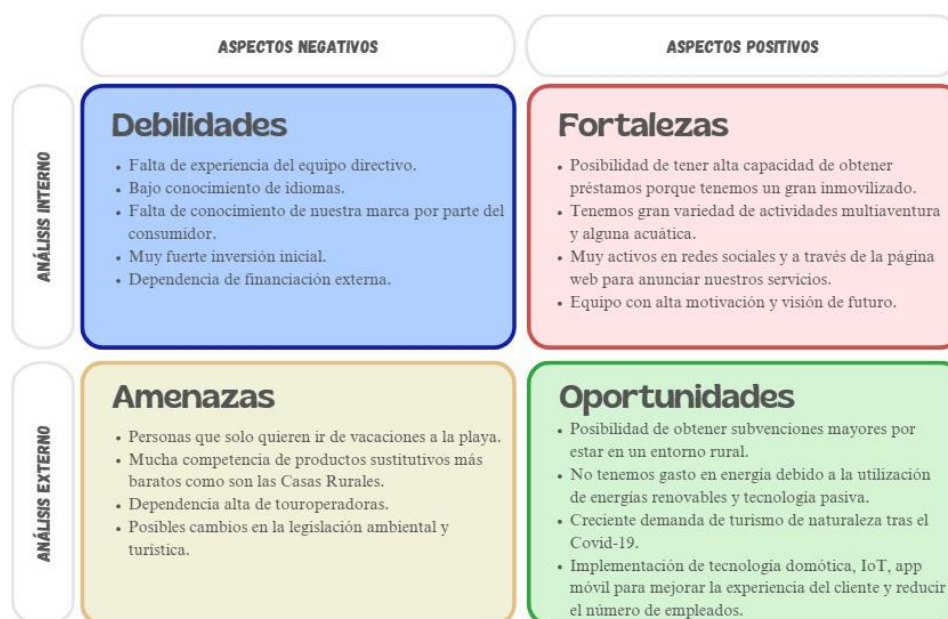 ASPECTOS NEGATIVOS
ASPECTOS POSITIVOS
ANÁLISIS INTERNO
Debilidades
• Falta de experiencia del equipo directivo.
• Bajo conocimiento de idiomas.
• Falta de conocimiento de nuestra marca por parte del
consumidor.
• Muy fuerte inversión inicial.
• Dependencia de financiación externa.
Fortalezas
• Posibilidad de tener alta capacidad de obtener
préstamos porque tenemos un gran inmovilizado.
• Tenemos gran variedad de actividades multiaventura
y alguna acuática.
• Muy activos en redes sociales y a través de la página
web para anunciar nuestros servicios.
• Equipo con alta motivación y visión de futuro.
ANÁLISIS EXTERNO
Amenazas
• Personas que solo quieren ir de vacaciones a la playa.
• Mucha competencia de productos sustitutivos más
baratos como son las Casas Rurales.
• Dependencia alta de touroperadoras.
• Posibles cambios en la legislación ambiental y
turística.
Oportunidades
• Posibilidad de obtener subvenciones mayores por
estar en un entorno rural.
• No tenemos gasto en energía debido a la utilización
de energías renovables y tecnología pasiva.
• Creciente demanda de turismo de naturaleza tras el
Covid-19.
• Implementación de tecnología domótica, IoT, app
móvil para mejorar la experiencia del cliente y reducir
el número de empleados.